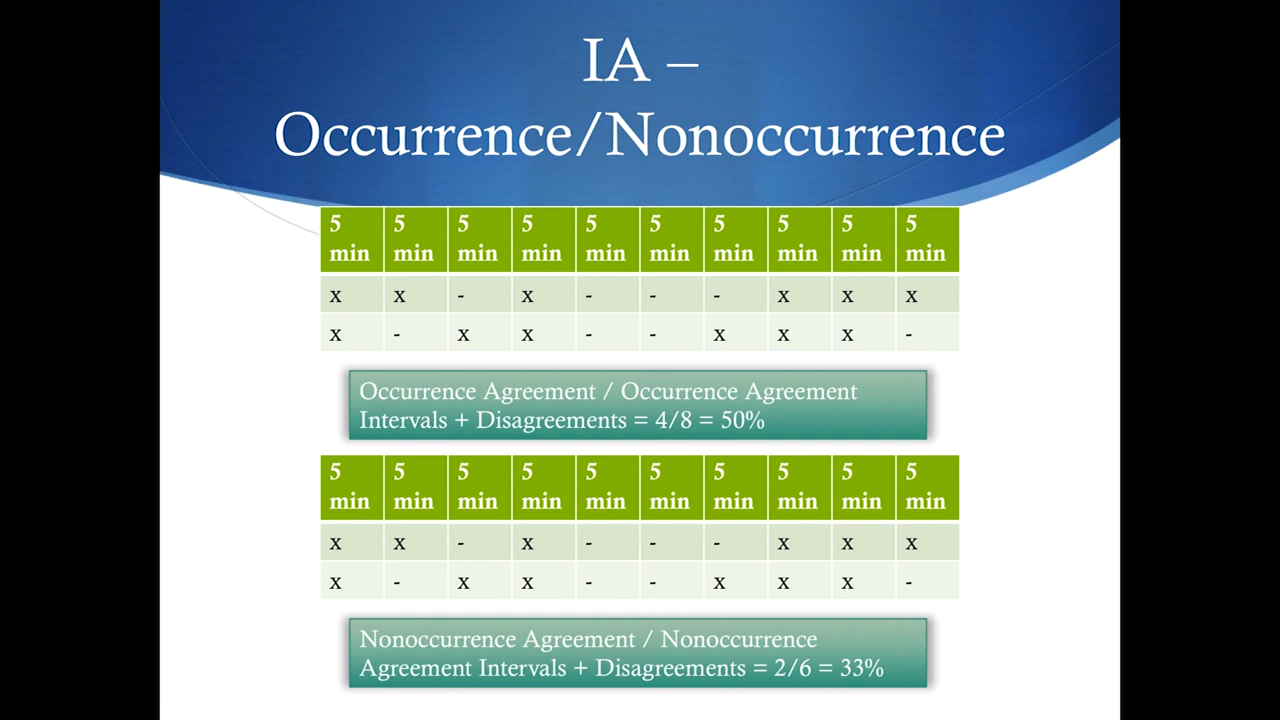 IA –
Occurrence/Nonoccurrence
5 min 5 min 5 min 5 min 5 min 5 min 5 min 5 min 5 min 5 min
x x - x - - - x x x
x - x x - - x x x -
Occurrence Agreement / Occurrence Agreement
Intervals + Disagreements = 4/8 = 50%
5 min 5 min 5 min 5 min 5 min 5 min 5 min 5 min 5 min 5 min
x x - x - - - x x x
x - x x - - x x x -
Nonoccurrence Agreement / Nonoccurrence
Agreement Intervals + Disagreements = 2/6 = 33%